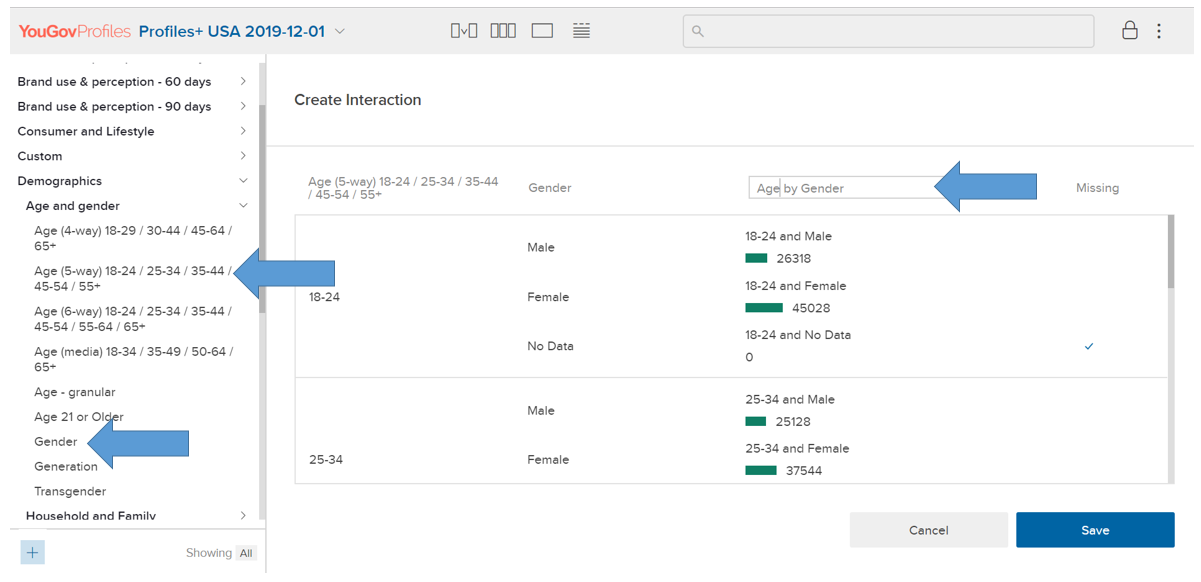 YouGovProfiles Profiles+ USA 2019-12-01
Brand use & perception - 60 days
Brand use & perception - 90 days
Consumer and Lifestyle
Custom
Demographics
Age and gender
Age (4-way) 18-29 / 30-44 / 45-64 /
65+
Age (5-way) 18-24 / 25-34 / 35-44 /
45-54 / 55+
Age (6-way) 18-24 / 25-34 / 35-44 /
45-54 / 55-64 / 65+
Age (media) 18-34 / 35-49 / 50-64 /
65+
Age - granular
Age 21 or Older
Gender
Generation
Transgender
Household and Family
Showing All
Create Interaction
Age (5-way) 18-24 / 25-34 / 35-44
/ 45-54 / 55+
Gender
Age by Gender
Missing
18-24
Male
18-24 and Male
26318
Female
18-24 and Female
45028
No Data
18-24 and No Data
0
25-34
Male
25-34 and Male
25128
Female
25-34 and Female
37544
Cancel
Save